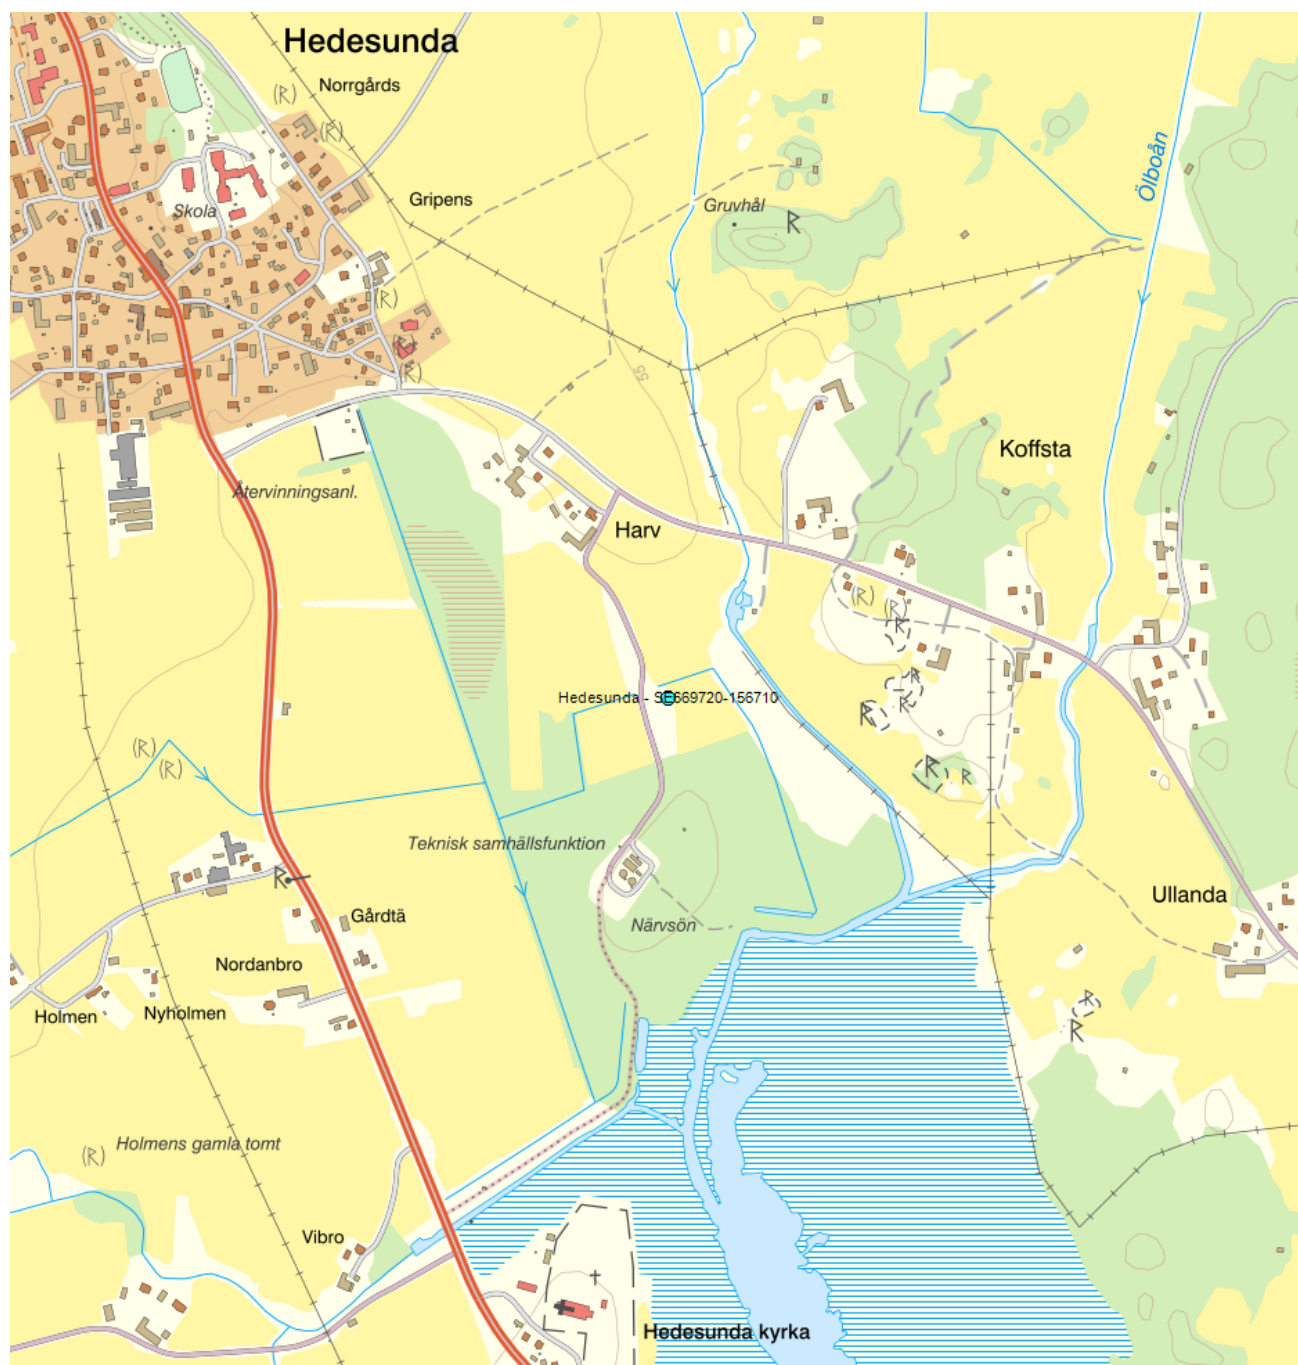 Hedesunda
Norrgårds
(R)
(R)
Ölboån
Gripens
Gruvhål
R
Skola
(R)
55
(R)
Koffsta
Återvinningsanl.
Harv
(R)
(R)
R
R
Hedesunda - SE669720-156710
R
R
(R)
(R)
R
R
Teknisk samhällsfunktion
R
Ullanda
Gårdtä
Närvsön
Nordanbro
R
Holmen
Nyholmen
R
Holmens gamla tomt
(R)
Vibro
Hedesunda kyrka